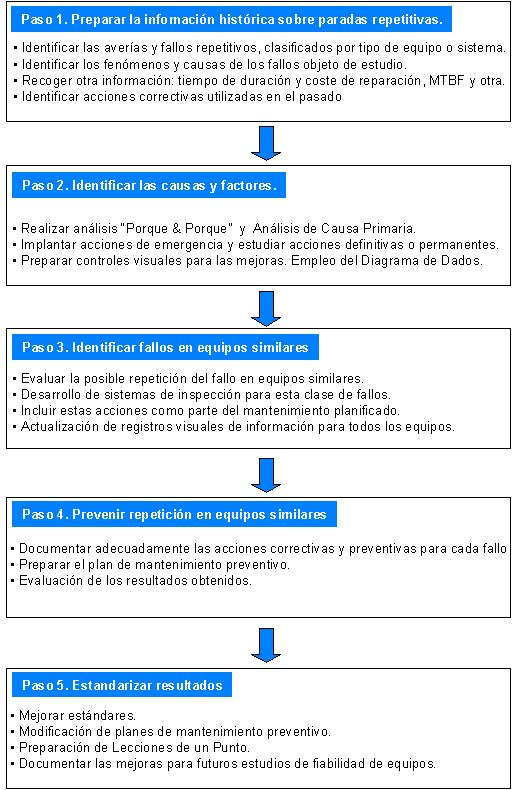 Paso 1. Preparar la infomación histórica sobre paradas repetitivas.
• Identificar las averías y fallos repetitivos, clasificados por tipo de equipo o sistema.
• Identificar los fenómenos y causas de los fallos objeto de estudio.
• Recoger otra información: tiempo de duración y coste de reparación, MTBF y otra.
• Identificar acciones correctivas utilizadas en el pasado
Paso 2. Identificar las causas y factores.
• Realizar análisis "Porque & Porque" y Análisis de Causa Primaria.
• Implantar acciones de emergencia y estudiar acciones definitivas o permanentes.
• Preparar controles visuales para las mejoras. Empleo del Diagrama de Dados.
Paso 3. Identificar fallos en equipos similares
• Evaluar la posible repetición del fallo en equipos similares.
• Desarrollo de sistemas de inspección para esta clase de fallos.
• Incluir estas acciones como parte del mantenimiento planificado.
• Actualización de registros visuales de información para todos los equipos.
Paso 4. Prevenir repetición en equipos similares
• Documentar adecuadamente las acciones correctivas y preventivas para cada fallo
• Preparar el plan de mantenimiento preventivo.
• Evaluación de los resultados obtenidos.
Paso 5. Estandarizar resultados
• Mejorar estándares.
• Modificación de planes de mantenimiento preventivo.
• Preparación de Lecciones de un Punto.
• Documentar las mejoras para futuros estudios de fiabilidad de equipos.